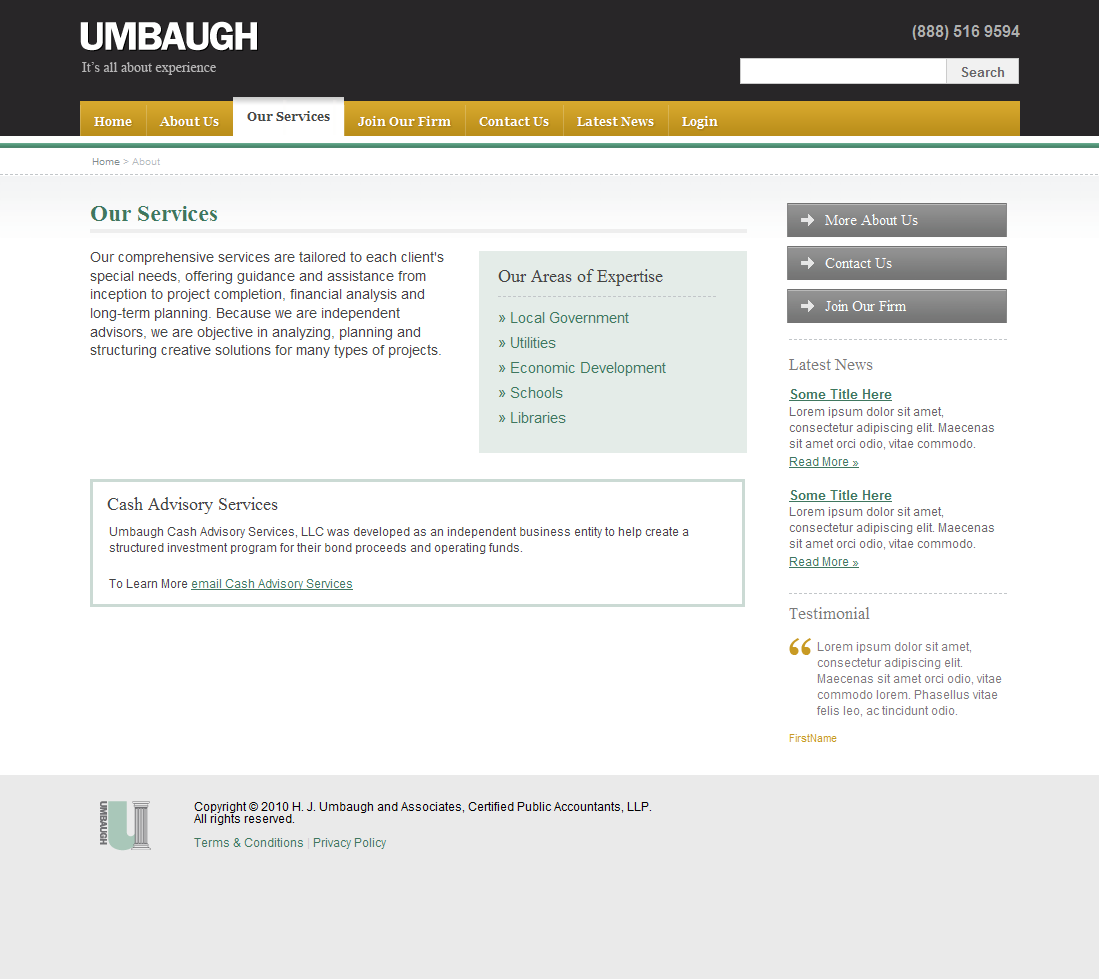 UMBAUGH
It's all about experience
(888) 516 9594
Search
Home
About Us
Our Services
Join Our Firm
Contact Us
Latest News
Login
Home > About
Our Services
Our comprehensive services are tailored to each client's
special needs, offering guidance and assistance from
inception to project completion, financial analysis and
long-term planning. Because we are independent
advisors, we are objective in analyzing, planning and
structuring creative solutions for many types of projects.
Our Areas of Expertise
» Local Government
» Utilities
» Economic Development
» Schools
» Libraries
Cash Advisory Services
Umbaugh Cash Advisory Services, LLC was developed as an independent business entity to help create a
structured investment program for their bond proceeds and operating funds.
To Learn More email Cash Advisory Services
More About Us
Contact Us
Join Our Firm
Latest News
Some Title Here
Lorem ipsum dolor sit amet,
consectetur adipiscing elit. Maecenas
sit amet orci odio, vitae commodo.
Read More »
Some Title Here
Lorem ipsum dolor sit amet,
consectetur adipiscing elit. Maecenas
sit amet orci odio, vitae commodo.
Read More »
Testimonial
“ Lorem ipsum dolor sit amet,
consectetur adipiscing elit.
Maecenas sit amet orci odio, vitae
commodo lorem. Phasellus vitae
felis leo, ac tincidunt odio.
FirstName
UMBAUGH
U
Copyright © 2010 H. J. Umbaugh and Associates, Certified Public Accountants, LLP.
All rights reserved.
Terms & Conditions | Privacy Policy